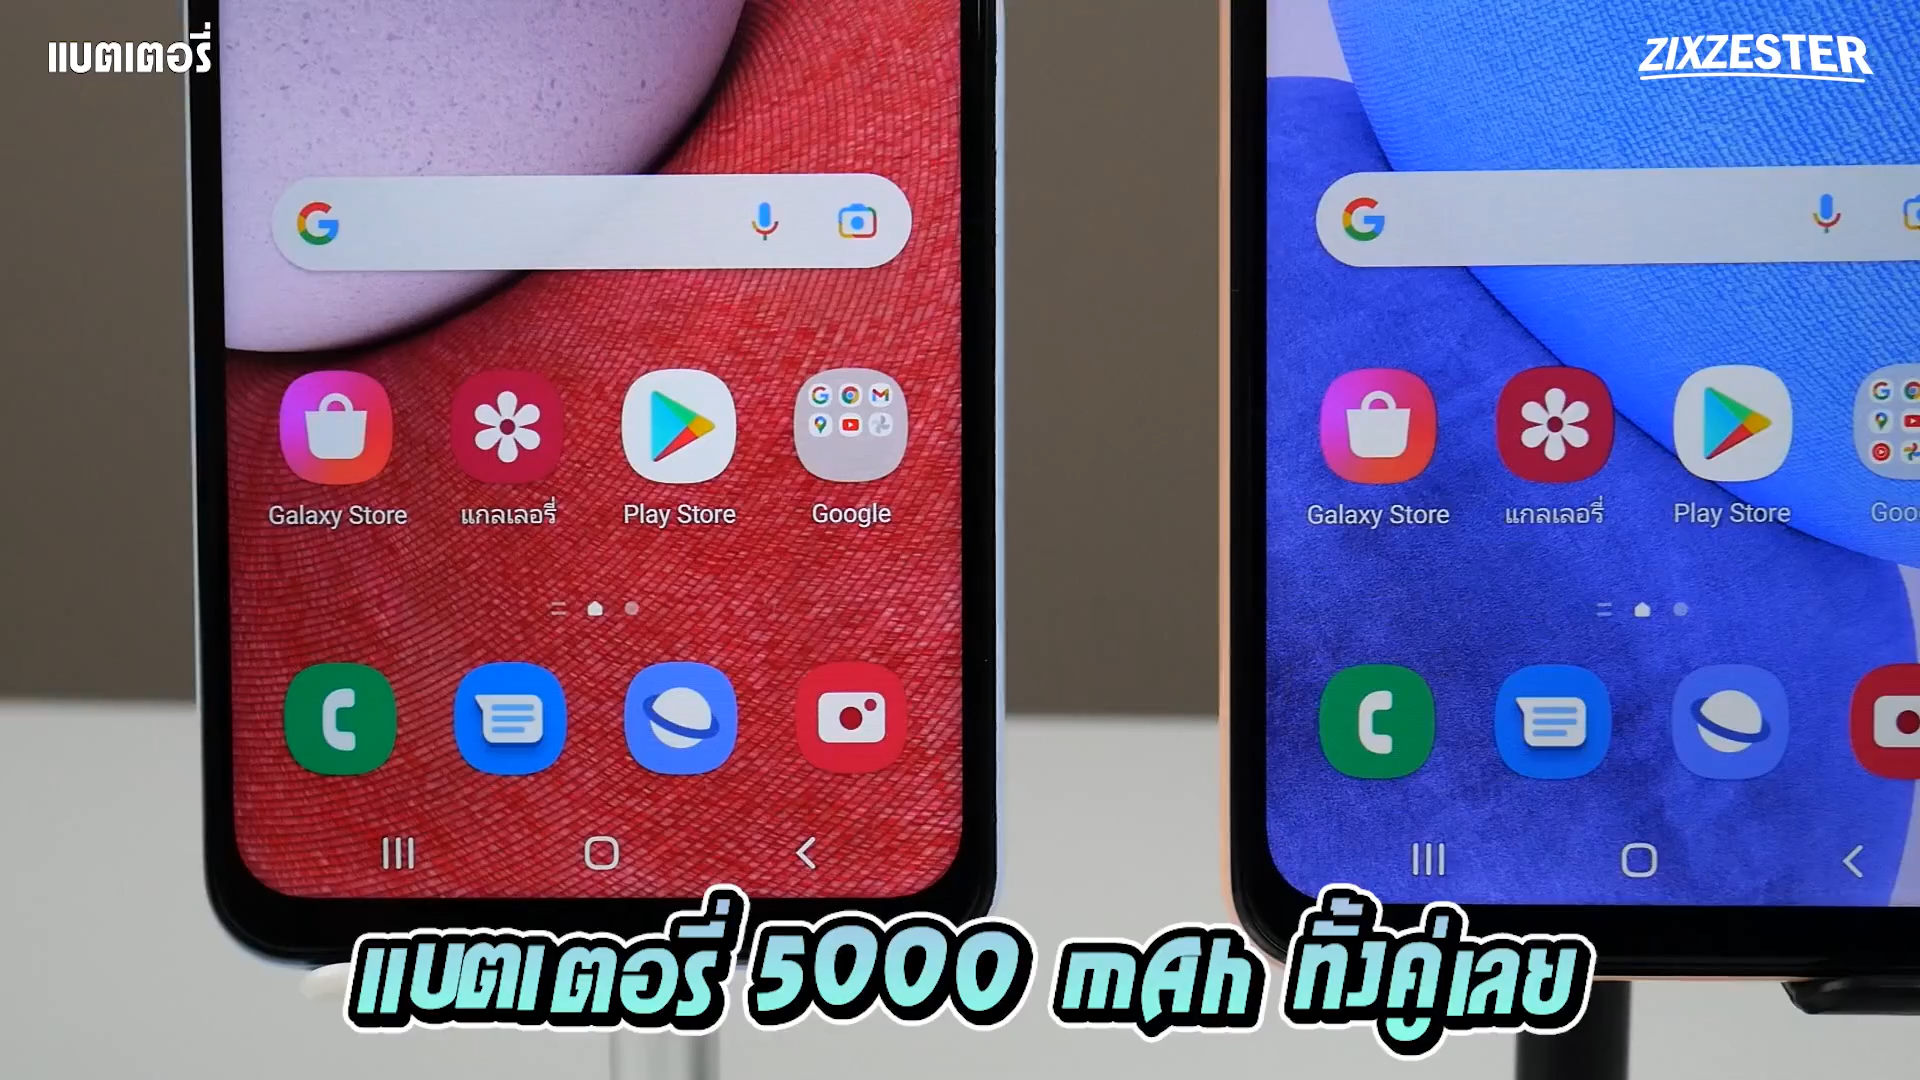 แบตเตอรี่
ZIXZESTER
Galaxy Store
แกลเลอรี่
Play Store
Google
Galaxy Store
แกลเลอรี่
Play Store
Goo
แบตเตอรี่ 5000 mAh ทั้งคู่เลย